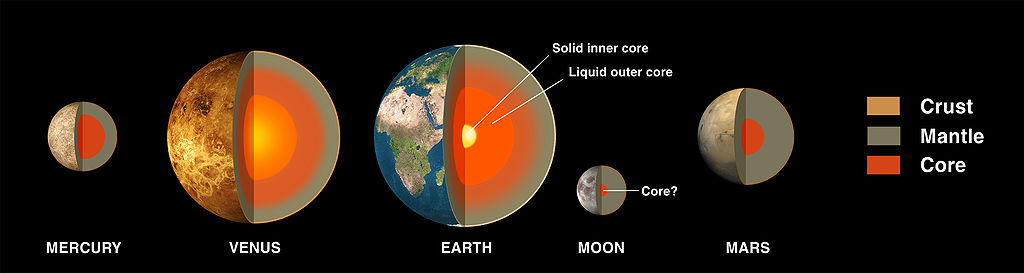 Solid inner core
Liquid outer core
Core?
Crust
Mantle
Core
MERCURY
VENUS
EARTH
MOON
MARS